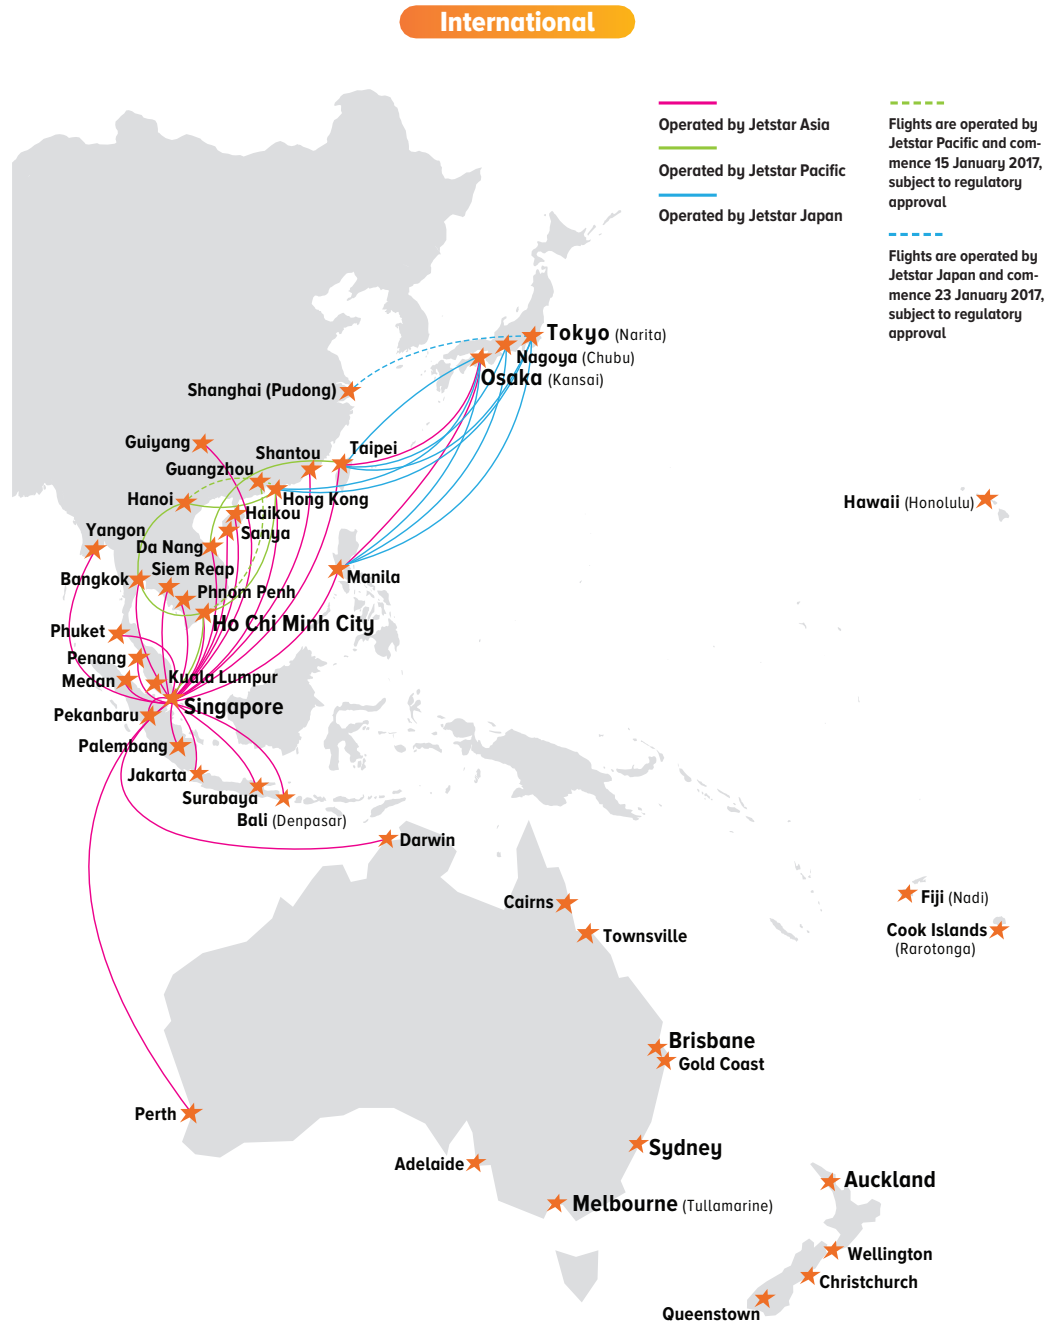 International
Operated by Jetstar Asia
Operated by Jetstar Pacific
Operated by Jetstar Japan
Flights are operated by
Jetstar Pacific and com-
mence 15 January 2017,
subject to regulatory
approval
Flights are operated by
Jetstar Japan and com-
mence 23 January 2017,
subject to regulatory
approval
Tokyo (Narita)
Nagoya (Chubu)
Osaka (Kansai)
Shanghai (Pudong)
Guiyang
Shantou
Taipei
Guangzhou
Hanoi
Hong Kong
Haikou
Hawaii (Honolulu)
Yangon
Sanya
Da Nang
Siem Reap
Bangkok
Manila
Phnom Penh
Ho Chi Minh City
Phuket
Penang
Medan
Kuala Lumpur
Singapore
Pekanbaru
Palembang
Jakarta
Surabaya
Bali (Denpasar)
Darwin
Cairns
Fiji (Nadi)
Townsville
Cook Islands
(Rarotonga)
Brisbane
Gold Coast
Perth
Sydney
Adelaide
Auckland
Melbourne (Tullamarine)
Wellington
Christchurch
Queenstown